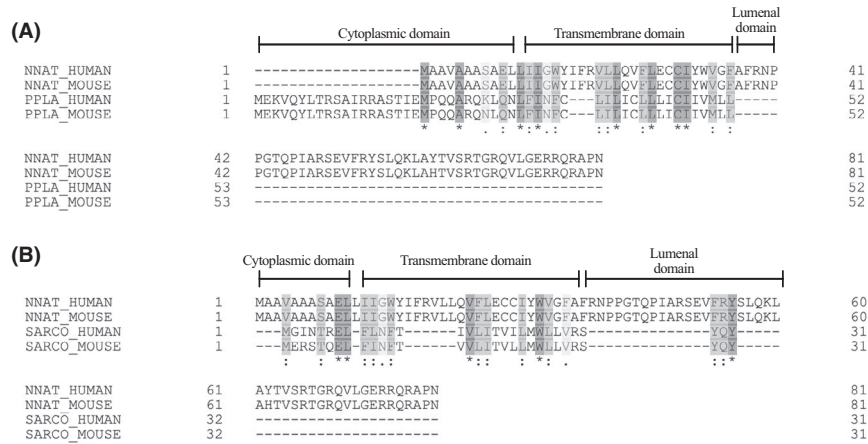 (A)
Cytoplasmic domain Transmembrane domain Lumenal domain
NNAT_HUMAN 1 -------------------MAAVAAASAELLIIGWYIFRVLLQVFLECCIYWVGFAFRNP 41
NNAT_MOUSE 1 -------------------MAAVAAASAELLIIGWYIFRVLLQVFLECCIYWVGFAFRNP 41
PPLA_HUMAN 1 MEKVQYLTRSAIRRASTIEMPQQARQKLQNLFINFC---LILICLLLICIIVMLL----- 52
PPLA_MOUSE 1 MEKVQYLTRSAIRRASTIEMPQQARQNLQNLFINFC---LILICLLLICIIVMLL----- 52
* * . .:*:*.: ::* :* ** : :
NNAT_HUMAN 42 PGTQPIARSEVFRYSLQKLAYTVSRTGRQVLGERRQRAPN 81
NNAT_MOUSE 42 PGTQPIARSEVFRYSLQKLAHTVSRTGRQVLGERRQRAPN 81
PPLA_HUMAN 53 ---------------------------------------- 52
PPLA_MOUSE 53 ---------------------------------------- 52
(B)
Cytoplasmic domain Transmembrane domain Lumenal domain
NNAT_HUMAN 1 MAAVAAASAELLIIGWYIFRVLLQVFLECCIYWVGFAFRNPPGTQPIARSEVFRYSLQKL 60
NNAT_MOUSE 1 MAAVAAASAELLIIGWYIFRVLLQVFLECCIYWVGFAFRNPPGTQPIARSEVFRYSLQKL 60
SARCO_HUMAN 1 ---MGINTRELFLNFT-------IVLITVILMWLLVRS--------------YQY----- 31
SARCO_MOUSE 1 ---MERSTQELFLNFT-------VVLITVLLMWLLVRS--------------YQY----- 31
: : ** ::.: *:: :*: . ::*
NNAT_HUMAN 61 AYTVSRTGRQVLGERRQRAPN 81
NNAT_MOUSE 61 AHTVSRTGRQVLGERRQRAPN 81
SARCO_HUMAN 32 --------------------- 31
SARCO_MOUSE 32 --------------------- 31